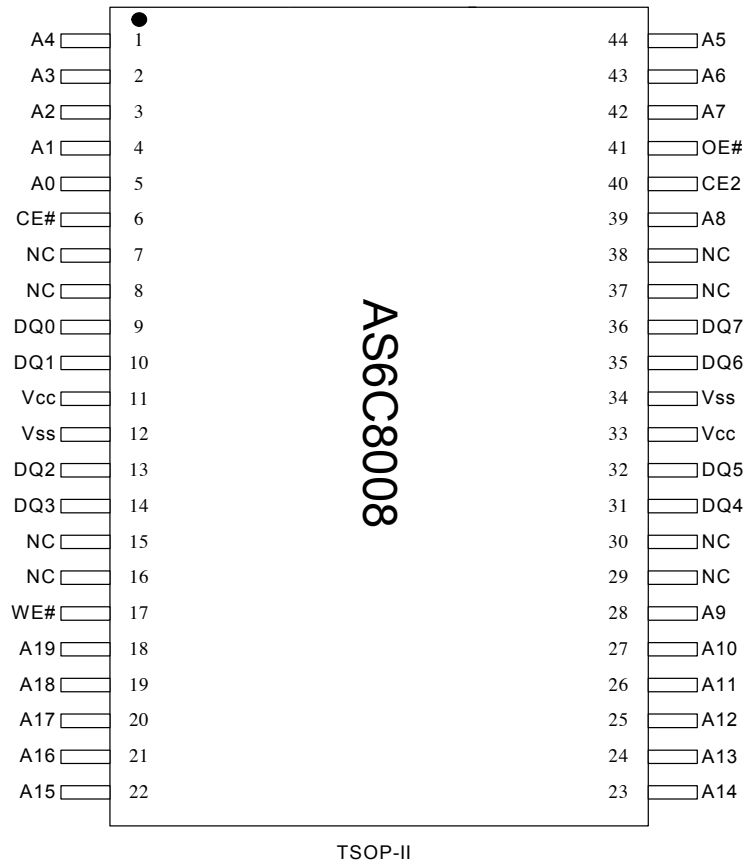 A4 1 44 A5
A3 2 43 A6
A2 3 42 A7
A1 4 41 OE#
A0 5 40 CE2
CE# 6 39 A8
NC 7 38 NC
NC 8 37 NC
DQ0 9 36 DQ7
DQ1 10 35 DQ6
Vcc 11 34 Vss
Vss 12 33 Vcc
DQ2 13 32 DQ5
DQ3 14 31 DQ4
NC 15 30 NC
NC 16 29 NC
WE# 17 28 A9
A19 18 27 A10
A18 19 26 A11
A17 20 25 A12
A16 21 24 A13
A15 22 23 A14
AS6C8008
TSOP-II